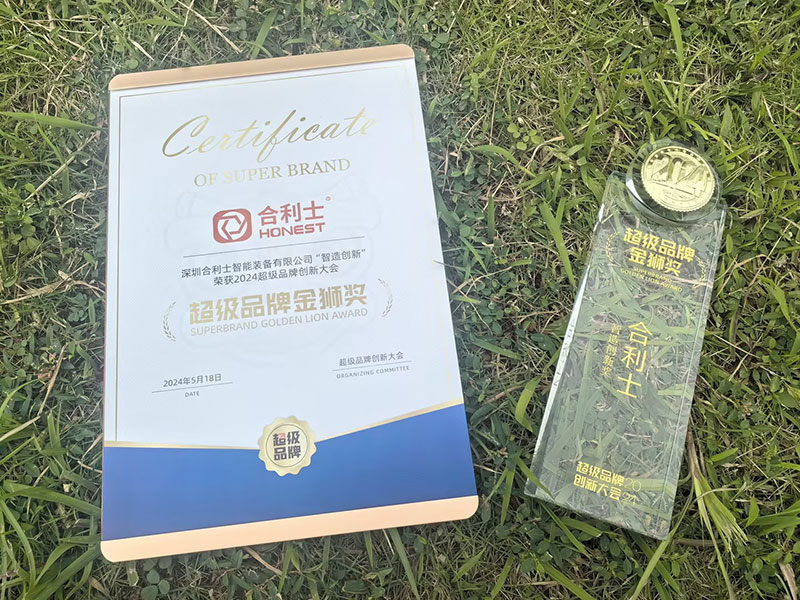 Certificate
OF SUPER BRAND
合利士®
HONEST
深圳合利士智能装备有限公司“智造创新”
荣获2024超级品牌创新大会
超级品牌金狮奖
SUPERBRAND GOLDEN LION AWARD
2024年5月18日
DATE
超级品牌创新大会
ORGANIZING COMMITTEE
超级
品牌
超级品牌
金狮奖
SUPERBRAND
GOLDEN LION AWARD
合利士
智造创新奖
超级品牌
创新大会